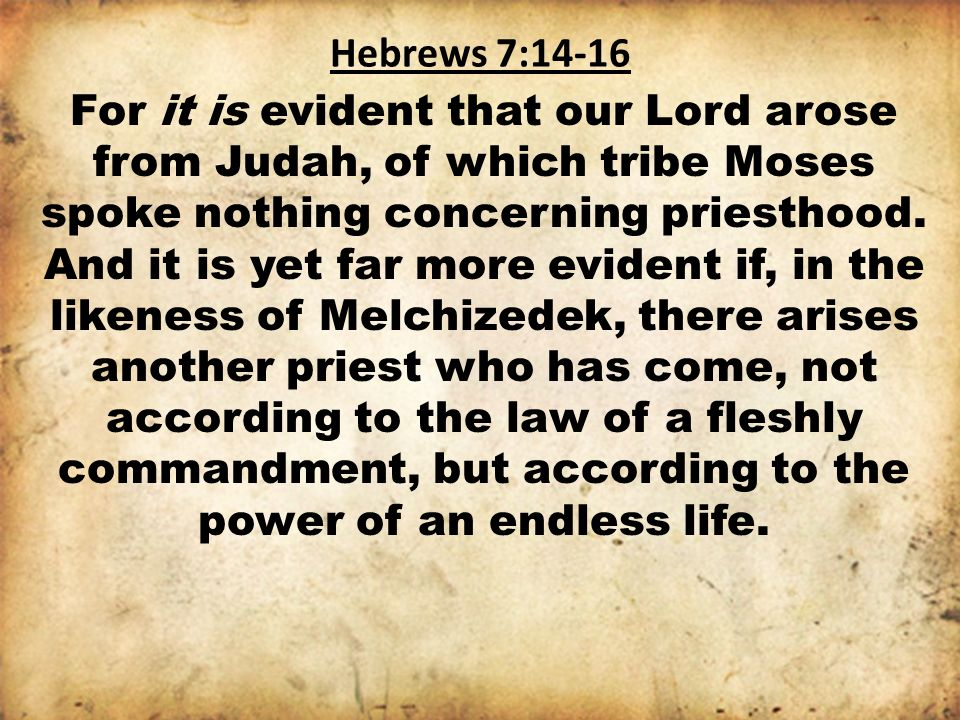 Hebrews 7:14-16
For it is evident that our Lord arose
from Judah, of which tribe Moses
spoke nothing concerning priesthood.
And it is yet far more evident if, in the
likeness of Melchizedek, there arises
another priest who has come, not
according to the law of a fleshly
commandment, but according to the
power of an endless life.